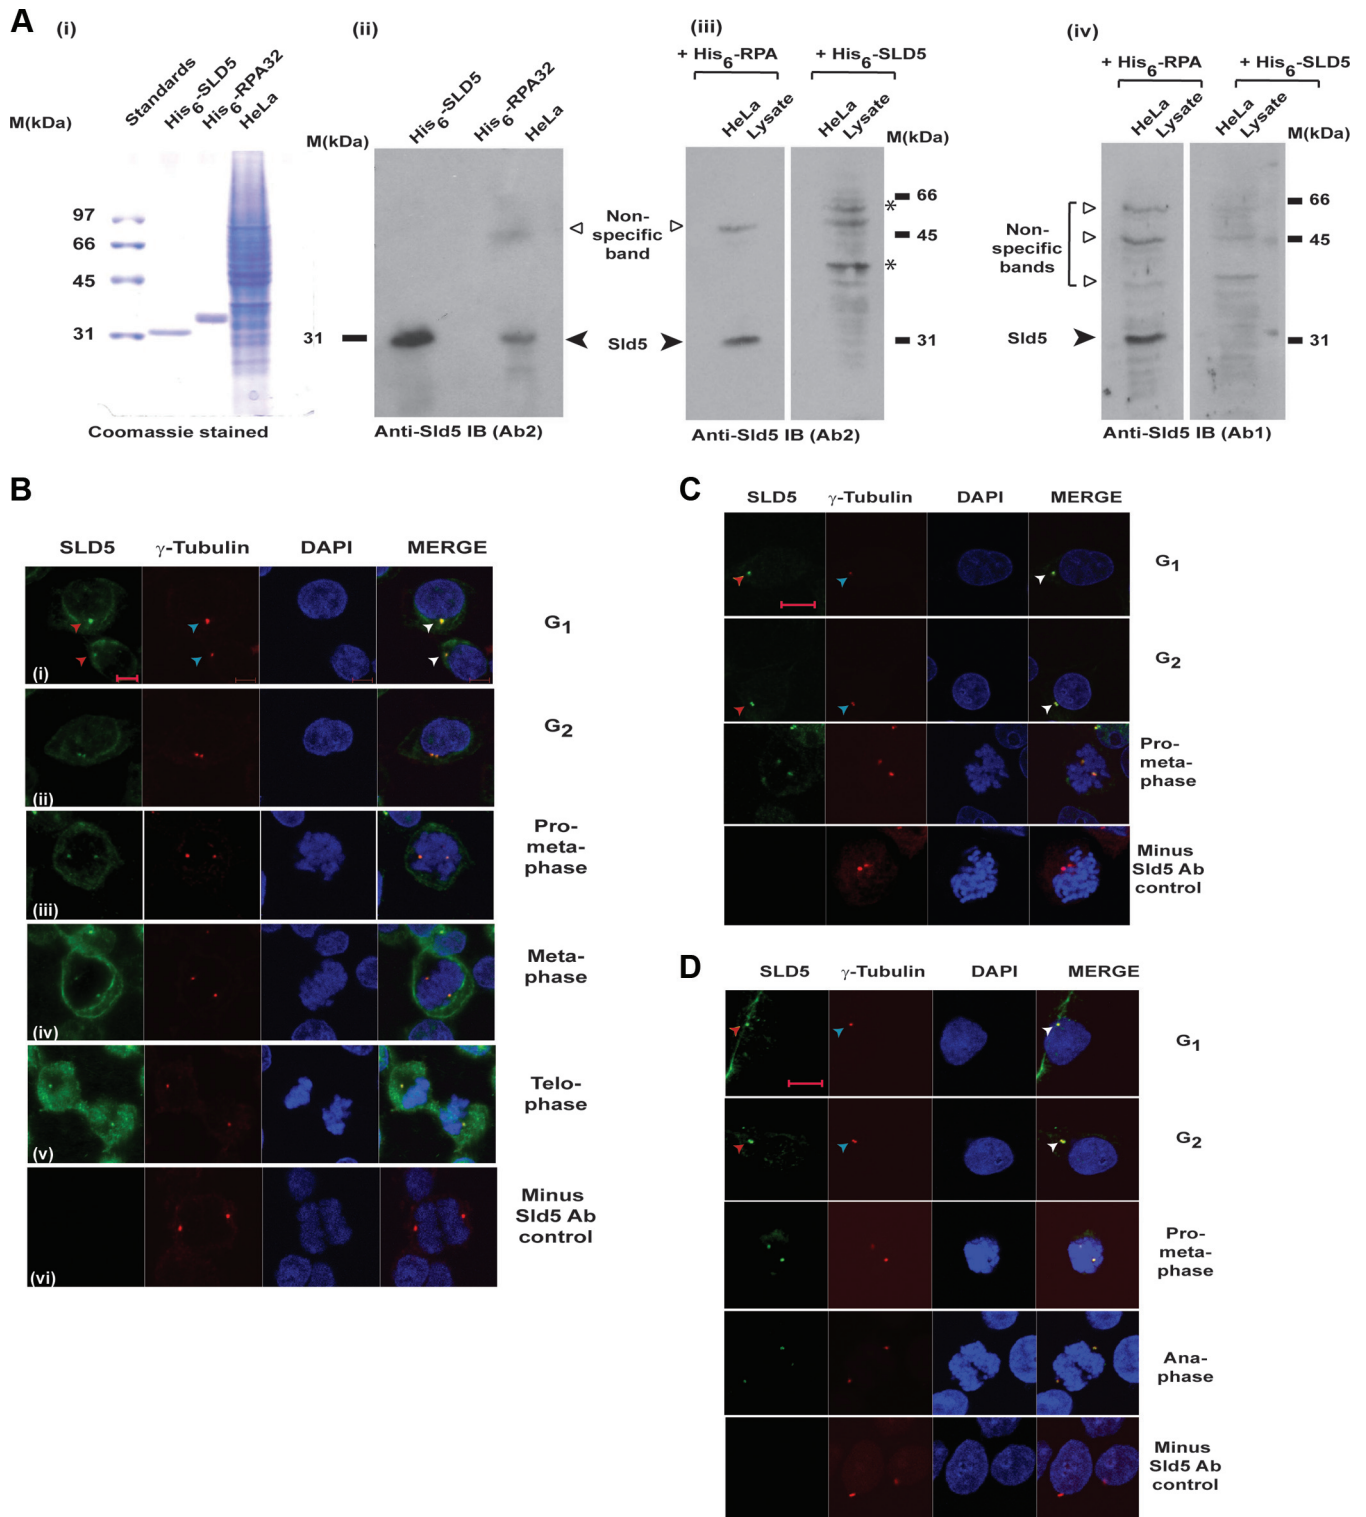 A
(i)
M(kDa)
Standards
His6-SLD5
His6-RPA32
HeLa
97
66
45
31
Coomassie stained
(ii)
M(kDa)
His6-SLD5
His6-RPA32
HeLa
31
Non-
specific
band
Sld5
Anti-Sld5 IB (Ab2)
(iii)
+ His6-RPA
+ His6-SLD5
HeLa
Lysate
HeLa
Lysate
M(kDa)
66
*
45
*
31
Anti-Sld5 IB (Ab2)
(iv)
+ His6-RPA
+ His6-SLD5
HeLa
Lysate
HeLa
Lysate
M(kDa)
66
45
31
Non-
specific
bands
Sld5
Anti-Sld5 IB (Ab1)
B
SLD5 γ-Tubulin DAPI MERGE
(i)
G1
(ii)
G2
(iii)
Pro-
meta-
phase
(iv)
Meta-
phase
(v)
Telo-
phase
(vi)
Minus
Sld5 Ab
control
C
SLD5 γ-Tubulin DAPI MERGE
G1
G2
Pro-
meta-
phase
Minus
Sld5 Ab
control
D
SLD5 γ-Tubulin DAPI MERGE
G1
G2
Pro-
meta-
phase
Ana-
phase
Minus
Sld5 Ab
control